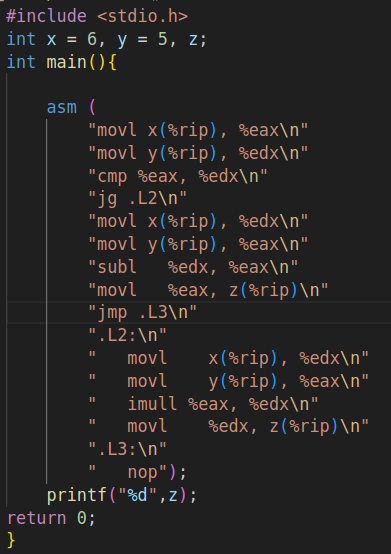 #include <stdio.h>
int x = 6, y = 5, z;
int main(){
asm (
"movl x(%rip), %eax\n"
"movl y(%rip), %edx\n"
"cmp %eax, %edx\n"
"jg .L2\n"
"movl x(%rip), %edx\n"
"movl y(%rip), %eax\n"
"subl   %edx, %eax\n"
"movl   %eax, z(%rip)\n"
"jmp .L3\n"
".L2:\n"
"   movl    x(%rip), %edx\n"
"   movl    y(%rip), %eax\n"
"   imull %eax, %edx\n"
"   movl    %edx, z(%rip)\n"
".L3:\n"
"   nop");
printf("%d",z);
return 0;
}